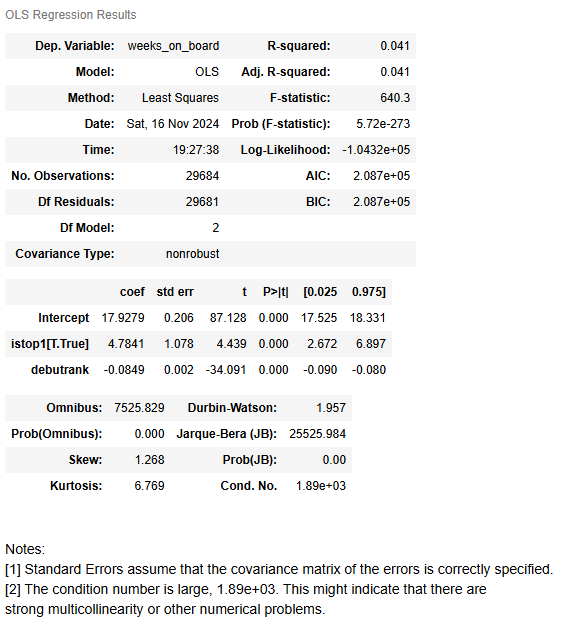 OLS Regression Results
Dep. Variable: weeks_on_board R-squared: 0.041
Model: OLS Adj. R-squared: 0.041
Method: Least Squares F-statistic: 640.3
Date: Sat, 16 Nov 2024 Prob (F-statistic): 5.72e-273
Time: 19:27:38 Log-Likelihood: -1.0432e+05
No. Observations: 29684 AIC: 2.087e+05
Df Residuals: 29681 BIC: 2.087e+05
Df Model: 2
Covariance Type: nonrobust
coef std err t P>|t| [0.025 0.975]
Intercept 17.9279 0.206 87.128 0.000 17.525 18.331
istop1[T.True] 4.7841 1.078 4.439 0.000 2.672 6.897
debutrank -0.0849 0.002 -34.091 0.000 -0.090 -0.080
Omnibus: 7525.829 Durbin-Watson: 1.957
Prob(Omnibus): 0.000 Jarque-Bera (JB): 25525.984
Skew: 1.268 Prob(JB): 0.00
Kurtosis: 6.769 Cond. No. 1.89e+03
Notes:
[1] Standard Errors assume that the covariance matrix of the errors is correctly specified.
[2] The condition number is large, 1.89e+03. This might indicate that there are
strong multicollinearity or other numerical problems.